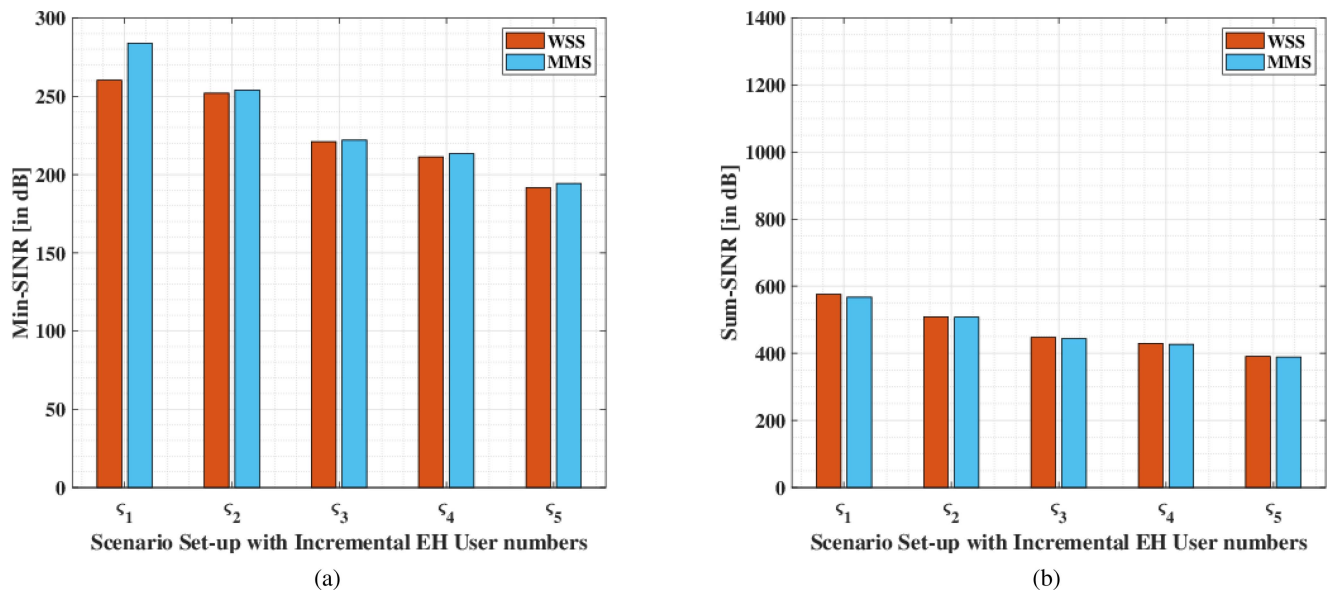 300
250
200
150
100
50
0
Min-SINR [in dB]
WSS
MMS
ς1
ς2
ς3
ς4
ς5
Scenario Set-up with Incremental EH User numbers
(a)
1400
1200
1000
800
600
400
200
0
Sum-SINR [in dB]
WSS
MMS
ς1
ς2
ς3
ς4
ς5
Scenario Set-up with Incremental EH User numbers
(b)